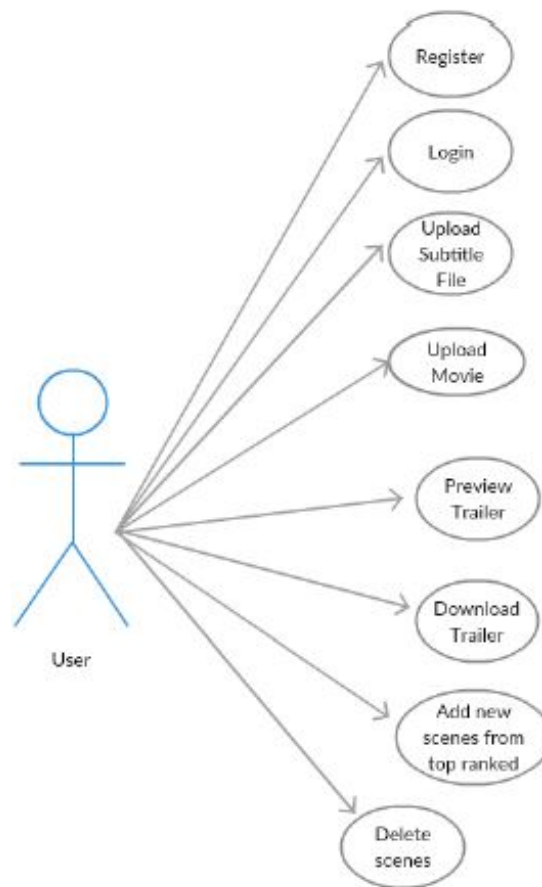 Register
Login
Upload
Subtitle
File
Upload
Movie
Preview
Trailer
Download
Trailer
User
Add new
scenes from
top ranked
Delete
scenes